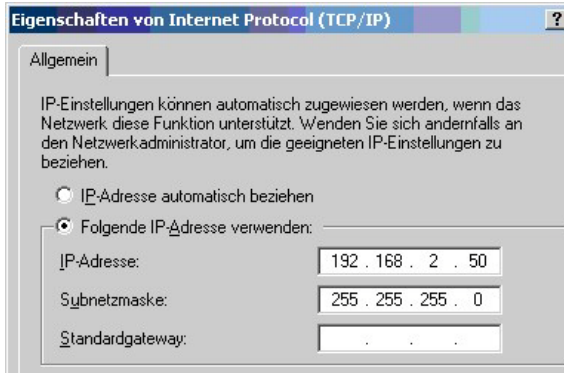 Eigenschaften von Internet Protocol (TCP/IP)
?
Allgemein
IP-Einstellungen können automatisch zugewiesen werden, wenn das
Netzwerk diese Funktion unterstützt. Wenden Sie sich andernfalls an
den Netzwerkadministrator, um die geeigneten IP-Einstellungen zu
beziehen.
IP-Adresse automatisch beziehen
Folgende IP-Adresse verwenden:
IP-Adresse: 192 . 168 . 2 . 50
Subnetzmaske: 255 . 255 . 255 . 0
Standardgateway: . . .